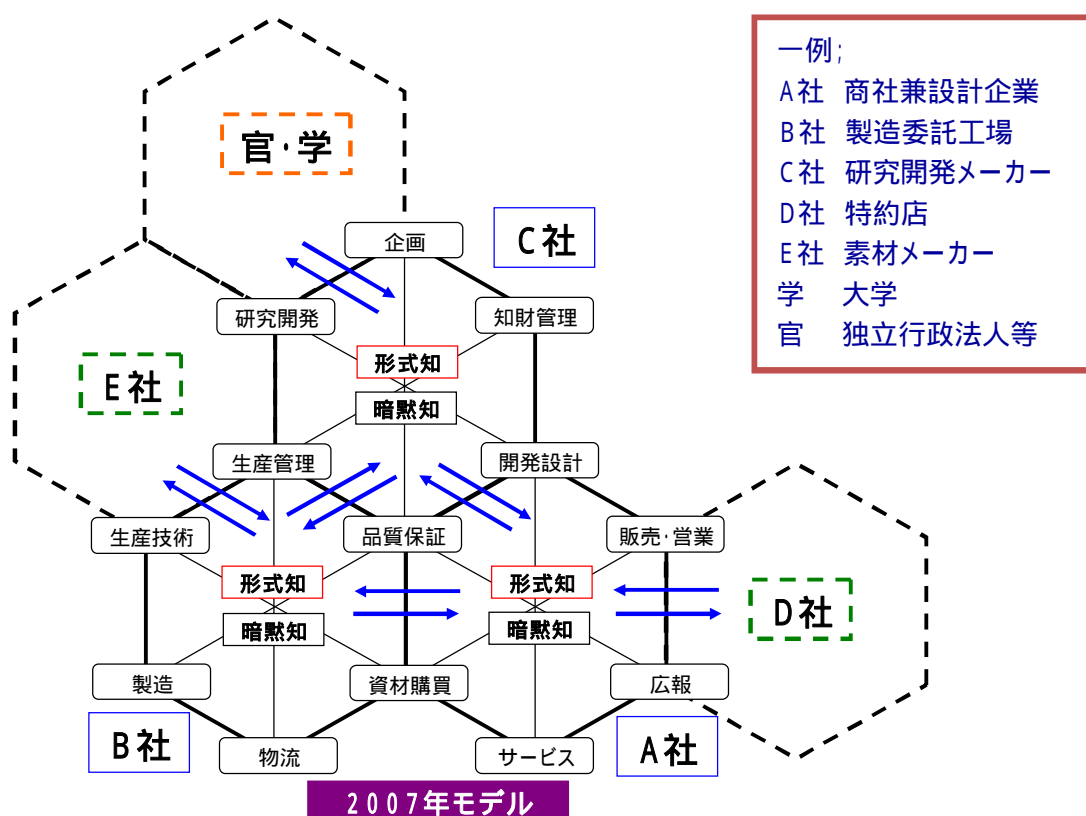 一例;
A社 商社兼設計企業
B社 製造委託工場
C社 研究開発メーカー
D社 特約店
E社 素材メーカー
学 大学
官 独立行政法人等
官・学
C社
企画
研究開発
知財管理
形式知
暗黙知
E社
生産管理
開発設計
生産技術
品質保証
販売・営業
形式知
形式知
暗黙知
暗黙知
D社
製造
資材購買
広報
B社
物流
サービス
A社
2007年モデル